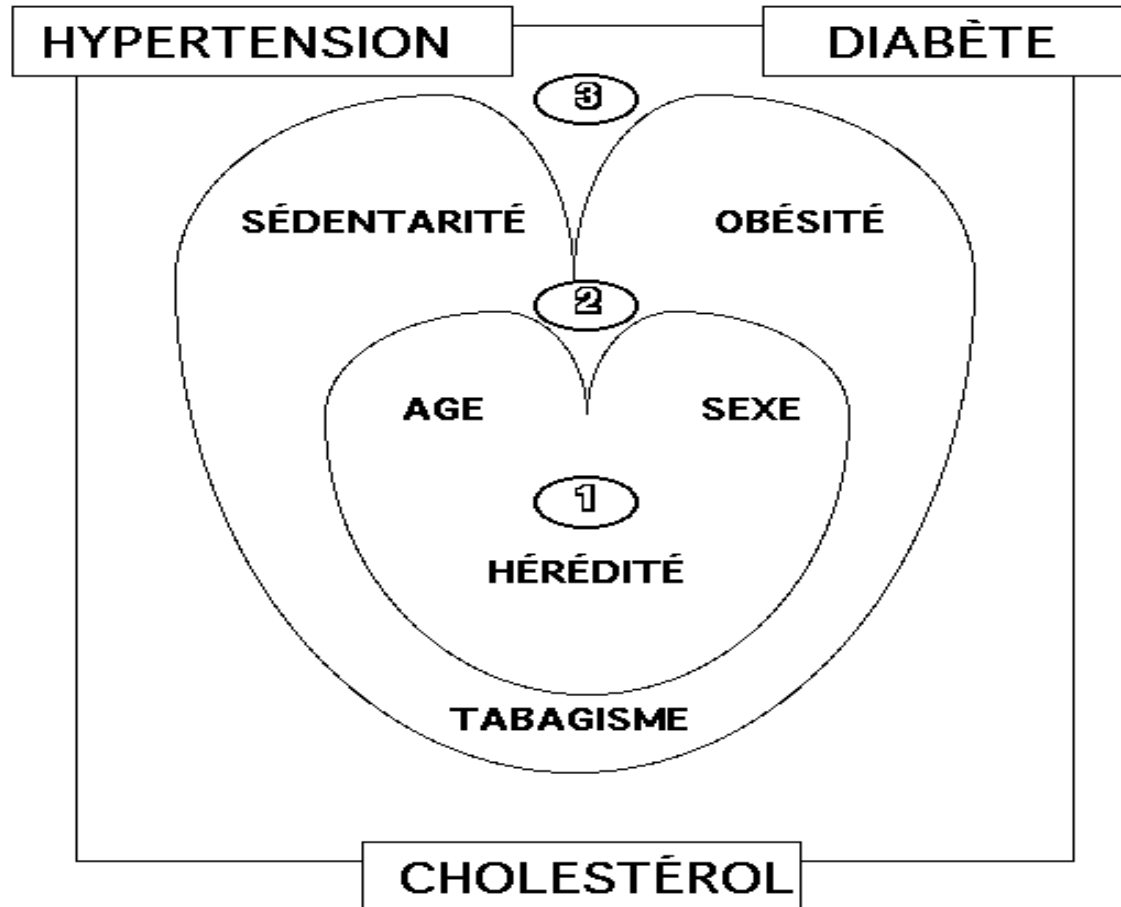 HYPERTENSION
DIABÈTE
3
SÉDENTARITÉ
OBÉSITÉ
2
AGE
SEXE
1
HÉRÉDITÉ
TABAGISME
CHOLESTÉROL